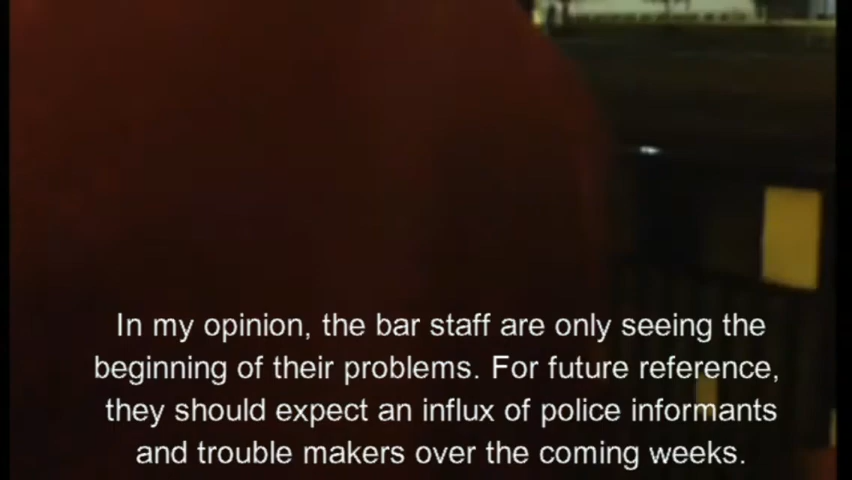 In my opinion, the bar staff are only seeing the
beginning of their problems. For future reference,
they should expect an influx of police informants
and trouble makers over the coming weeks.